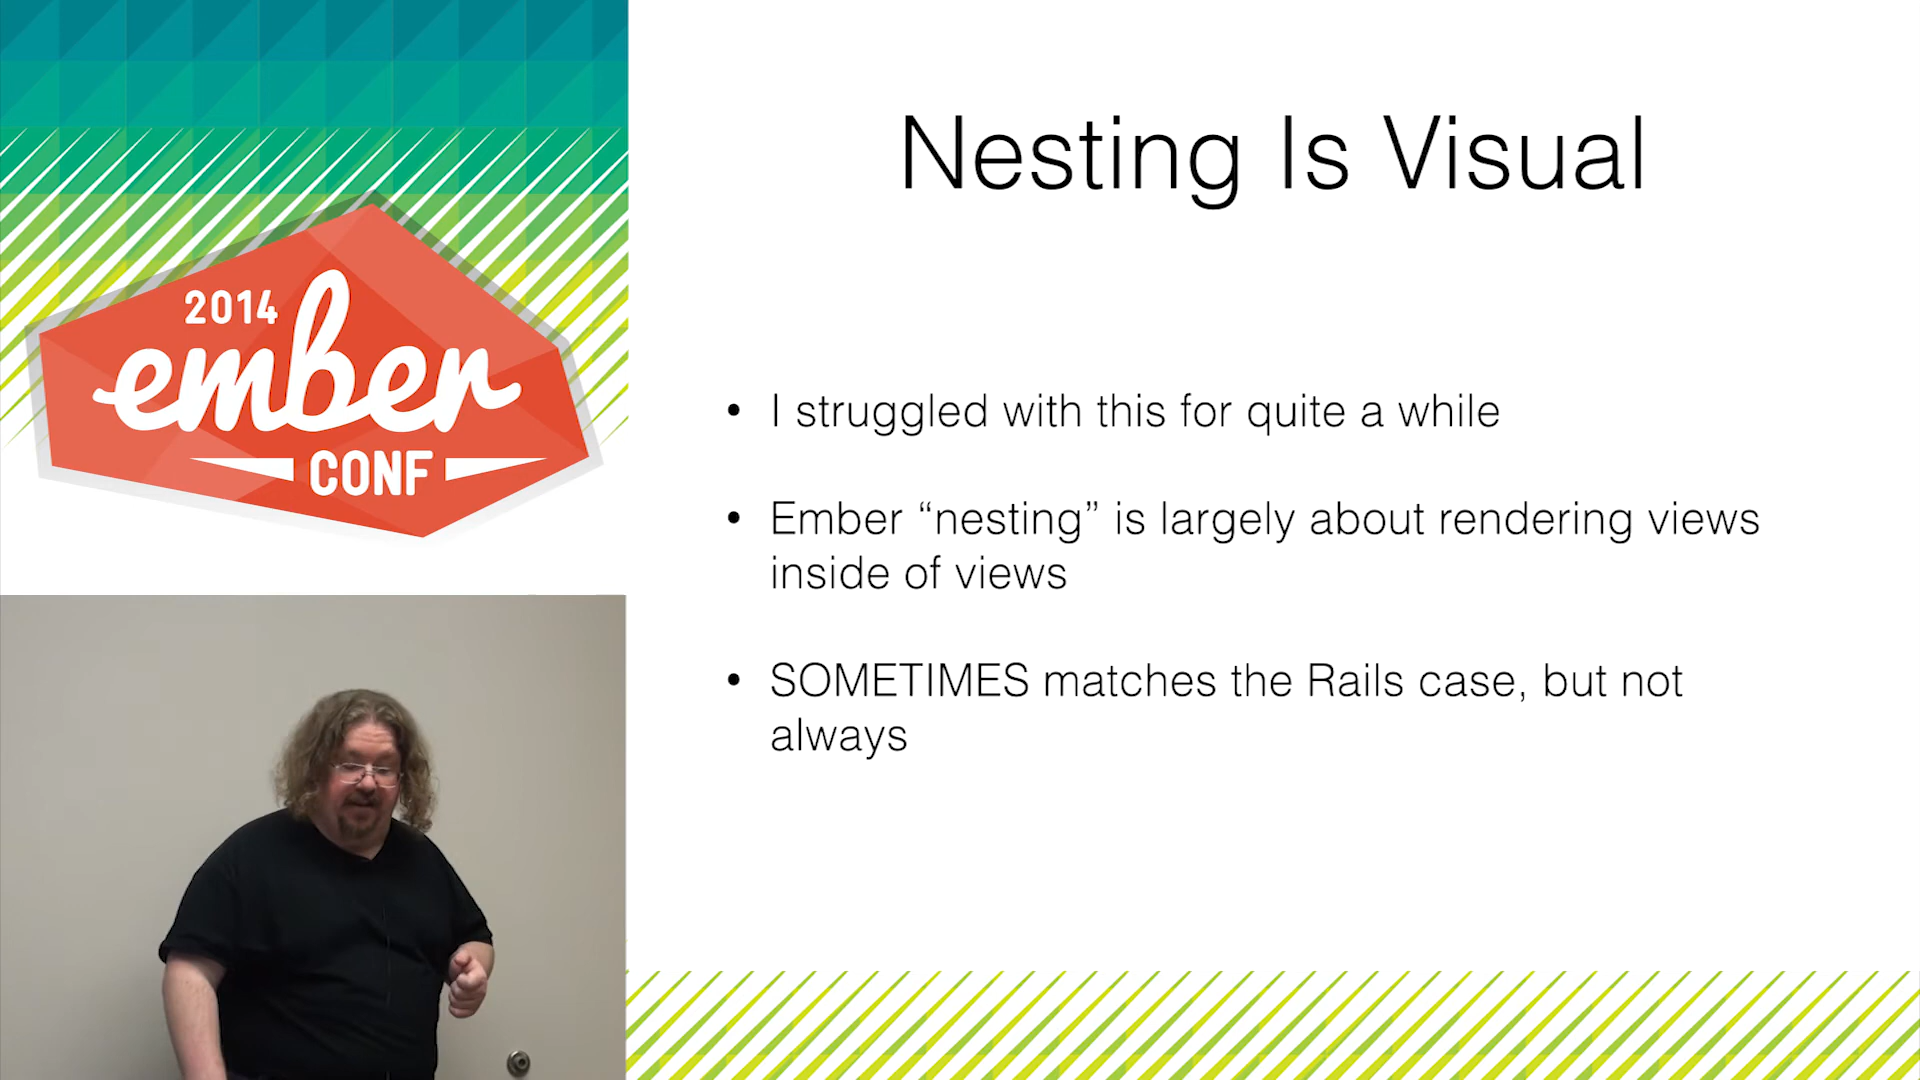 2014
ember
CONF
Nesting Is Visual
• I struggled with this for quite a while
• Ember “nesting” is largely about rendering views
inside of views
• SOMETIMES matches the Rails case, but not
always